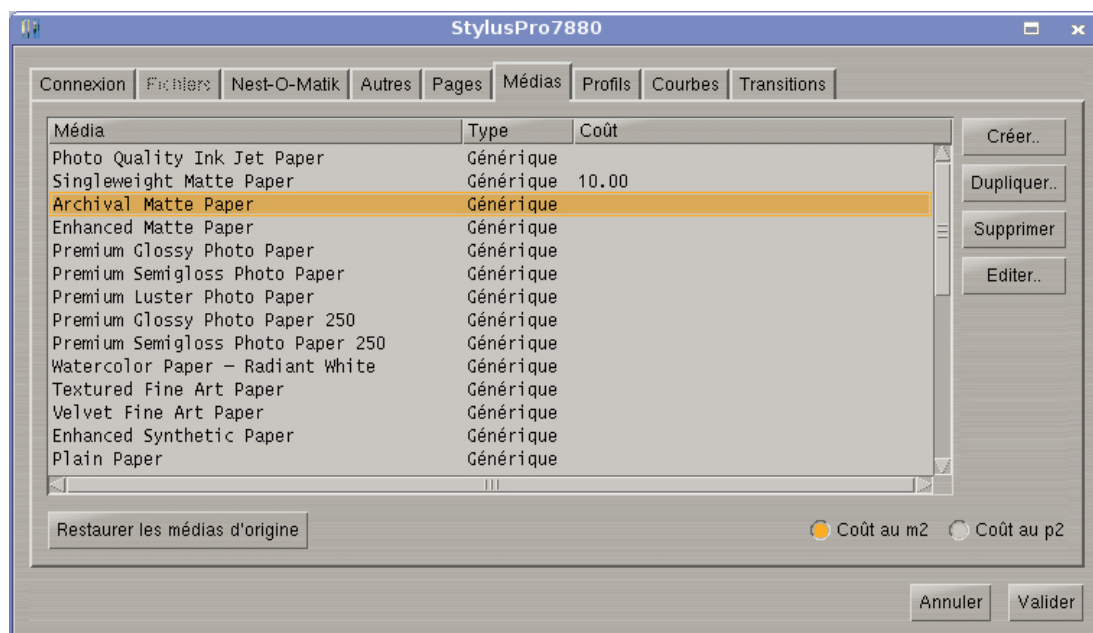 StylusPro7880
Connexion Fichiers Nest-O-Matik Autres Pages Médias Profils Courbes Transitions
Média Type Coût
Photo Quality Ink Jet Paper Générique
Singleweight Matte Paper Générique 10.00
Archival Matte Paper Générique
Enhanced Matte Paper Générique
Premium Glossy Photo Paper Générique
Premium Semigloss Photo Paper Générique
Premium Luster Photo Paper Générique
Premium Glossy Photo Paper 250 Générique
Premium Semigloss Photo Paper 250 Générique
Watercolor Paper – Radiant White Générique
Textured Fine Art Paper Générique
Velvet Fine Art Paper Générique
Enhanced Synthetic Paper Générique
Plain Paper Générique
Créer..
Dupliquer..
Supprimer
Editer..
Restaurer les médias d'origine Coût au m2 Coût au p2
Annuler Valider